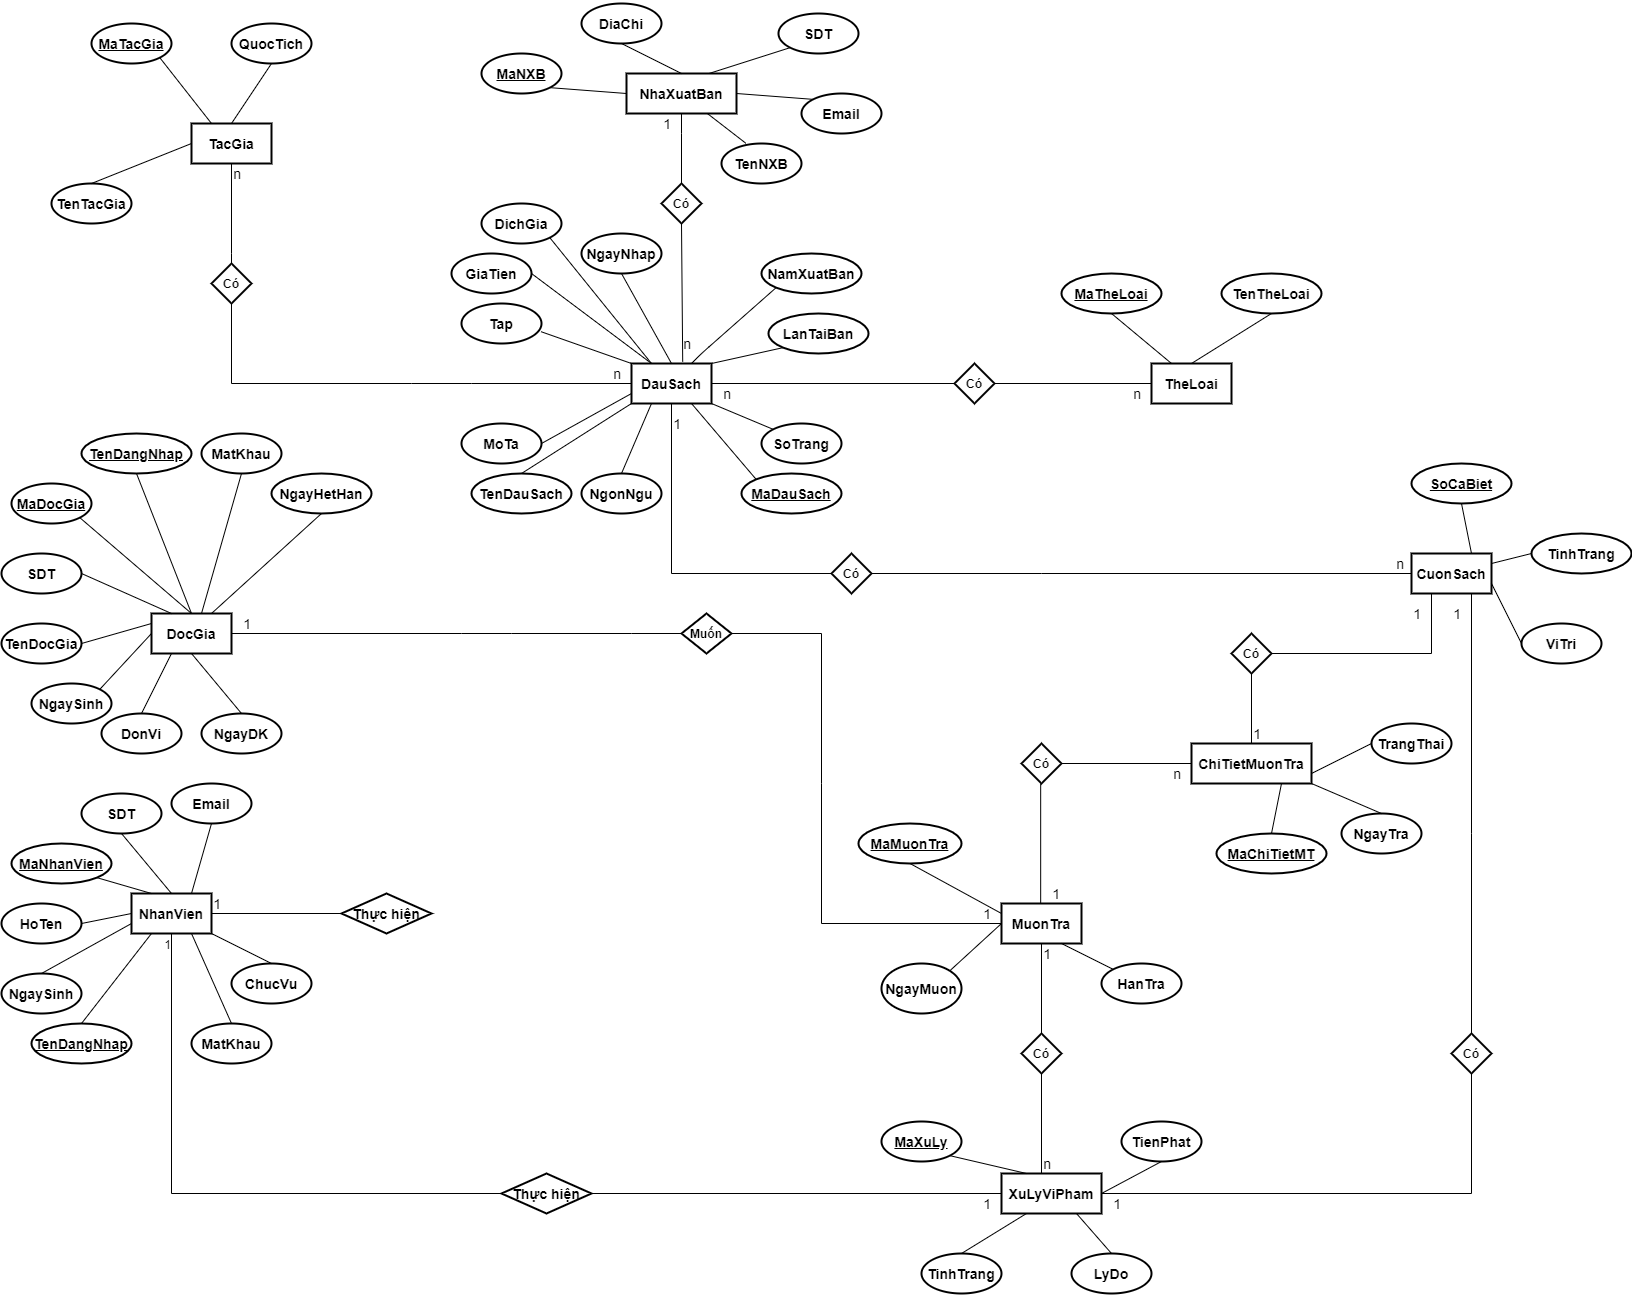 DiaChi
SDT
MaTacGia
QuocTich
MaNXB
NhaXuatBan
Email
1
TacGia
TenNXB
n
TenTacGia
Có
DichGia
NgayNhap
GiaTien
NamXuatBan
Có
MaTheLoai
TenTheLoai
Tap
LanTaiBan
n
n
DauSach
Có
TheLoai
n
n
1
MoTa
SoTrang
TenDangNhap
MatKhau
NgayHetHan
TenDauSach
NgonNgu
MaDauSach
SoCaBiet
MaDocGia
TinhTrang
SDT
Có
n
CuonSach
1
1
1
DocGia
Muốn
TenDocGia
ViTri
Có
NgaySinh
DonVi
NgayDK
1
TrangThai
Có
ChiTietMuonTra
n
SDT
Email
NgayTra
MaMuonTra
MaChiTietMT
MaNhanVien
1
1
NhanVien
Thực hiện
1
MuonTra
HoTen
1
1
ChucVu
NgayMuon
HanTra
NgaySinh
TenDangNhap
MatKhau
Có
Có
MaXuLy
TienPhat
n
Thực hiện
XuLyViPham
1
1
TinhTrang
LyDo